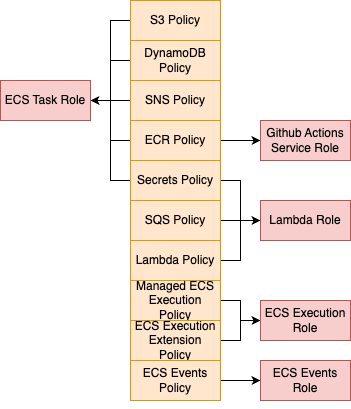 S3 Policy
DynamoDB
Policy
ECS Task Role
SNS Policy
ECR Policy
Github Actions
Service Role
Secrets Policy
SQS Policy
Lambda Role
Lambda Policy
Managed ECS
Execution
Policy
ECS Execution
Role
ECS Execution
Extension
Policy
ECS Events
Policy
ECS Events
Role